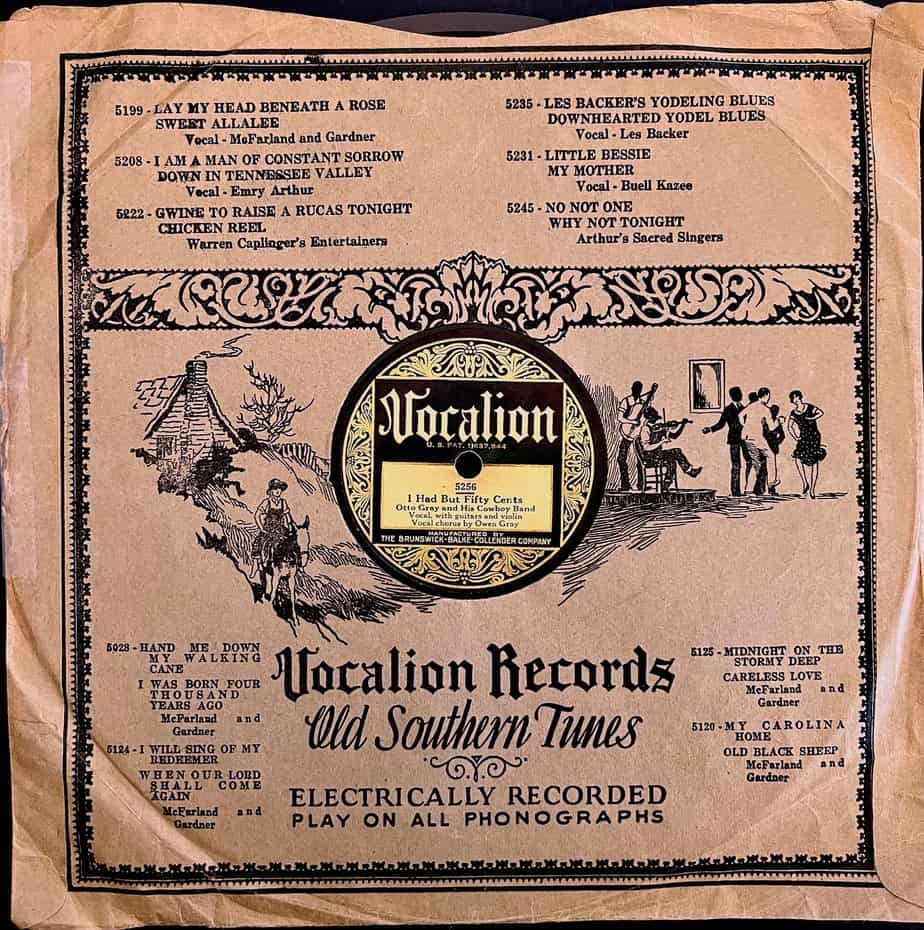 5199 - LAY MY HEAD BENEATH A ROSE
SWEET ALLALEE
Vocal - McFarland and Gardner
5208 - I AM A MAN OF CONSTANT SORROW
DOWN IN TENNESSEE VALLEY
Vocal - Emry Arthur
5222 - GWINE TO RAISE A RUCAS TONIGHT
CHICKEN REEL
Warren Caplinger's Entertainers
5235 - LES BACKER'S YODELING BLUES
DOWNHEARTED YODEL BLUES
Vocal - Les Backer
5231 - LITTLE BESSIE
MY MOTHER
Vocal - Buell Kazee
5245 - NO NOT ONE
WHY NOT TONIGHT
Arthur's Sacred Singers
Vocalion
U. S. PAT. 1,637,544
5256
I Had But Fifty Cents
Otto Gray and His Cowboy Band
Vocal, with guitars and violin
Vocal chorus by Owen Gray
MANUFACTURED BY
THE BRUNSWICK-BALKE-COLLENDER COMPANY
5028 - HAND ME DOWN
MY WALKING
CANE
I WAS BORN FOUR
THOUSAND
YEARS AGO
McFarland and
Gardner
5124 - I WILL SING OF MY
REDEEMER
WHEN OUR LORD
SHALL COME
AGAIN
McFarland and
Gardner
Vocalion Records
Old Southern Tunes
ELECTRICALLY RECORDED
PLAY ON ALL PHONOGRAPHS
5125 - MIDNIGHT ON THE
STORMY DEEP
CARELESS LOVE
McFarland and
Gardner
5120 - MY CAROLINA
HOME
OLD BLACK SHEEP
McFarland and
Gardner